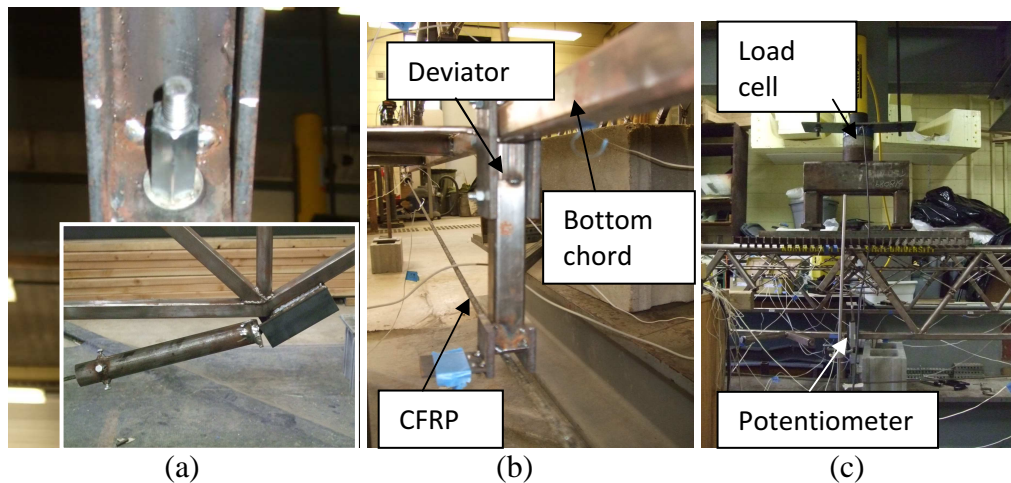 Deviator
Bottom
chord
CFRP
Load
cell
Potentiometer
(a)
(b)
(c)